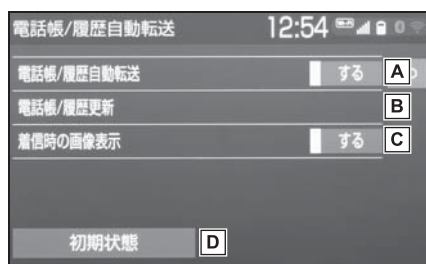 電話帳/履歴自動転送 12:54
電話帳/履歴自動転送 する A
電話帳/履歴更新 B
着信時の画像表示 する C
初期状態 D